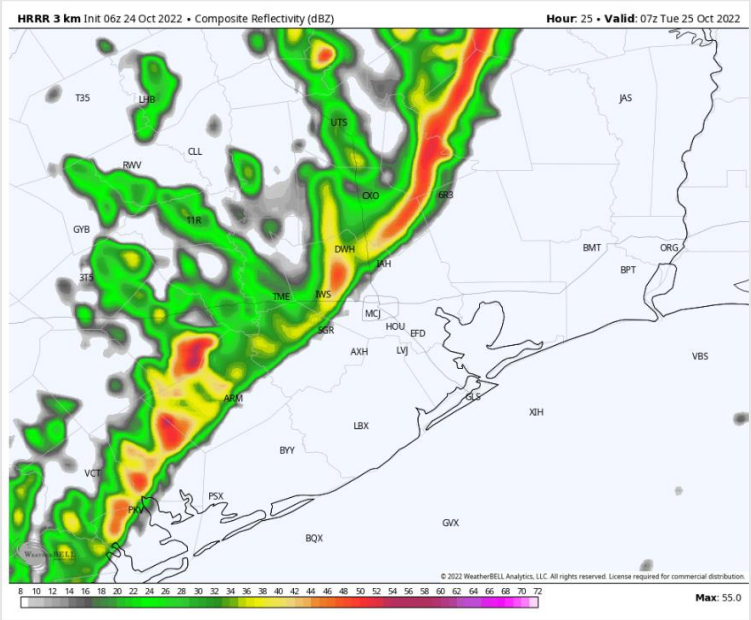 HRRR 3 km Init 06z 24 Oct 2022 • Composite Reflectivity (dBZ) Hour: 25 • Valid: 07z Tue 25 Oct 2022
T35 LHB JAS
UTS
CLL
RWV
CXO 6R3
11R
GYB
DWH BMT ORG
IAH
3T5 BPT
TME IWS
MCJ
SGR HOU EFD
AXH LVJ
VBS
ARM GLS
XIH
LBX
BYY
VCT
PSX
PKV
GVX
BQX
WeatherBELL
© 2022 WeatherBELL Analytics, LLC. All rights reserved. License required for commercial distribution.
8 10 12 14 16 18 20 22 24 26 28 30 32 34 36 38 40 42 44 46 48 50 52 54 56 58 60 62 64 66 68 70 72 Max: 55.0